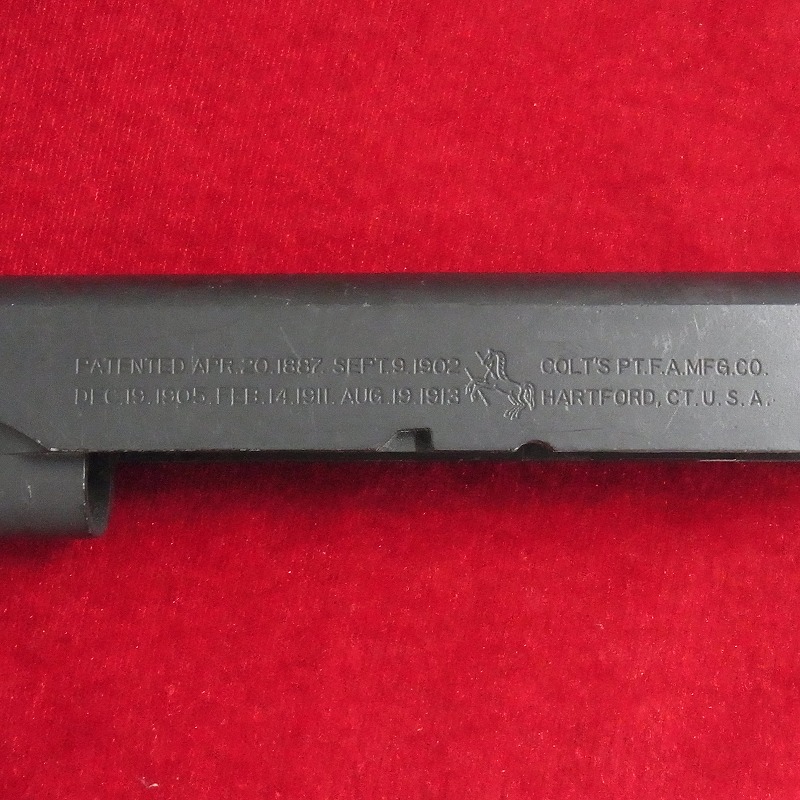 PATENTED APR.20.1887. SEPT.9.1902
DEC.19.1905. FEB.14.1911. AUG.19.1913
COLT'S PT.F.A.MFG.CO.
HARTFORD, CT.U.S.A.